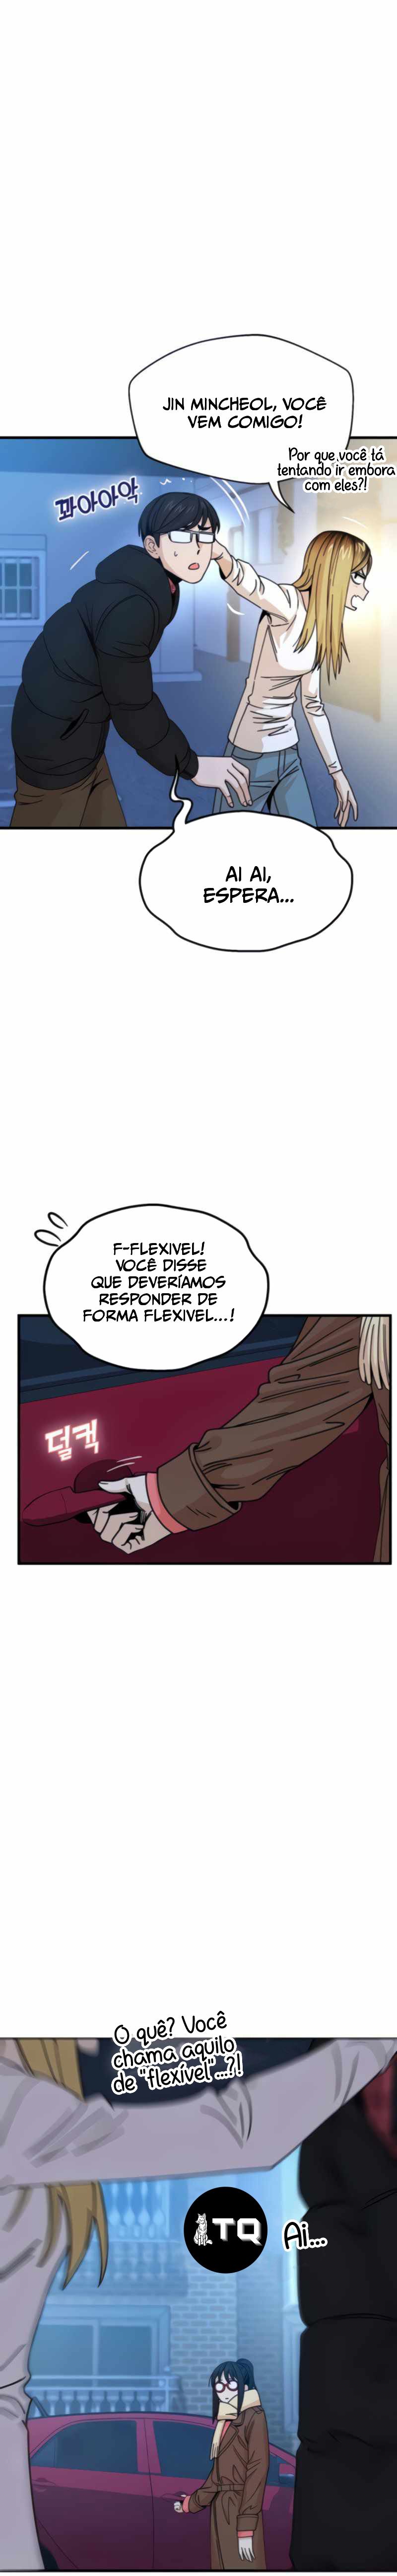 JIN MINCHEOL, VOCÊ
VEM COMIGO!
Por que você tá
tentando ir embora
com eles?!
꽈아아악
AI AI,
ESPERA...
F-FLEXIVEL!
VOCÊ DISSE
QUE DEVERÍAMOS
RESPONDER DE
FORMA FLEXIVEL...!
덜컥
O quê? Você
chama aquilo
de "flexível"...?!
TQ
Ai...